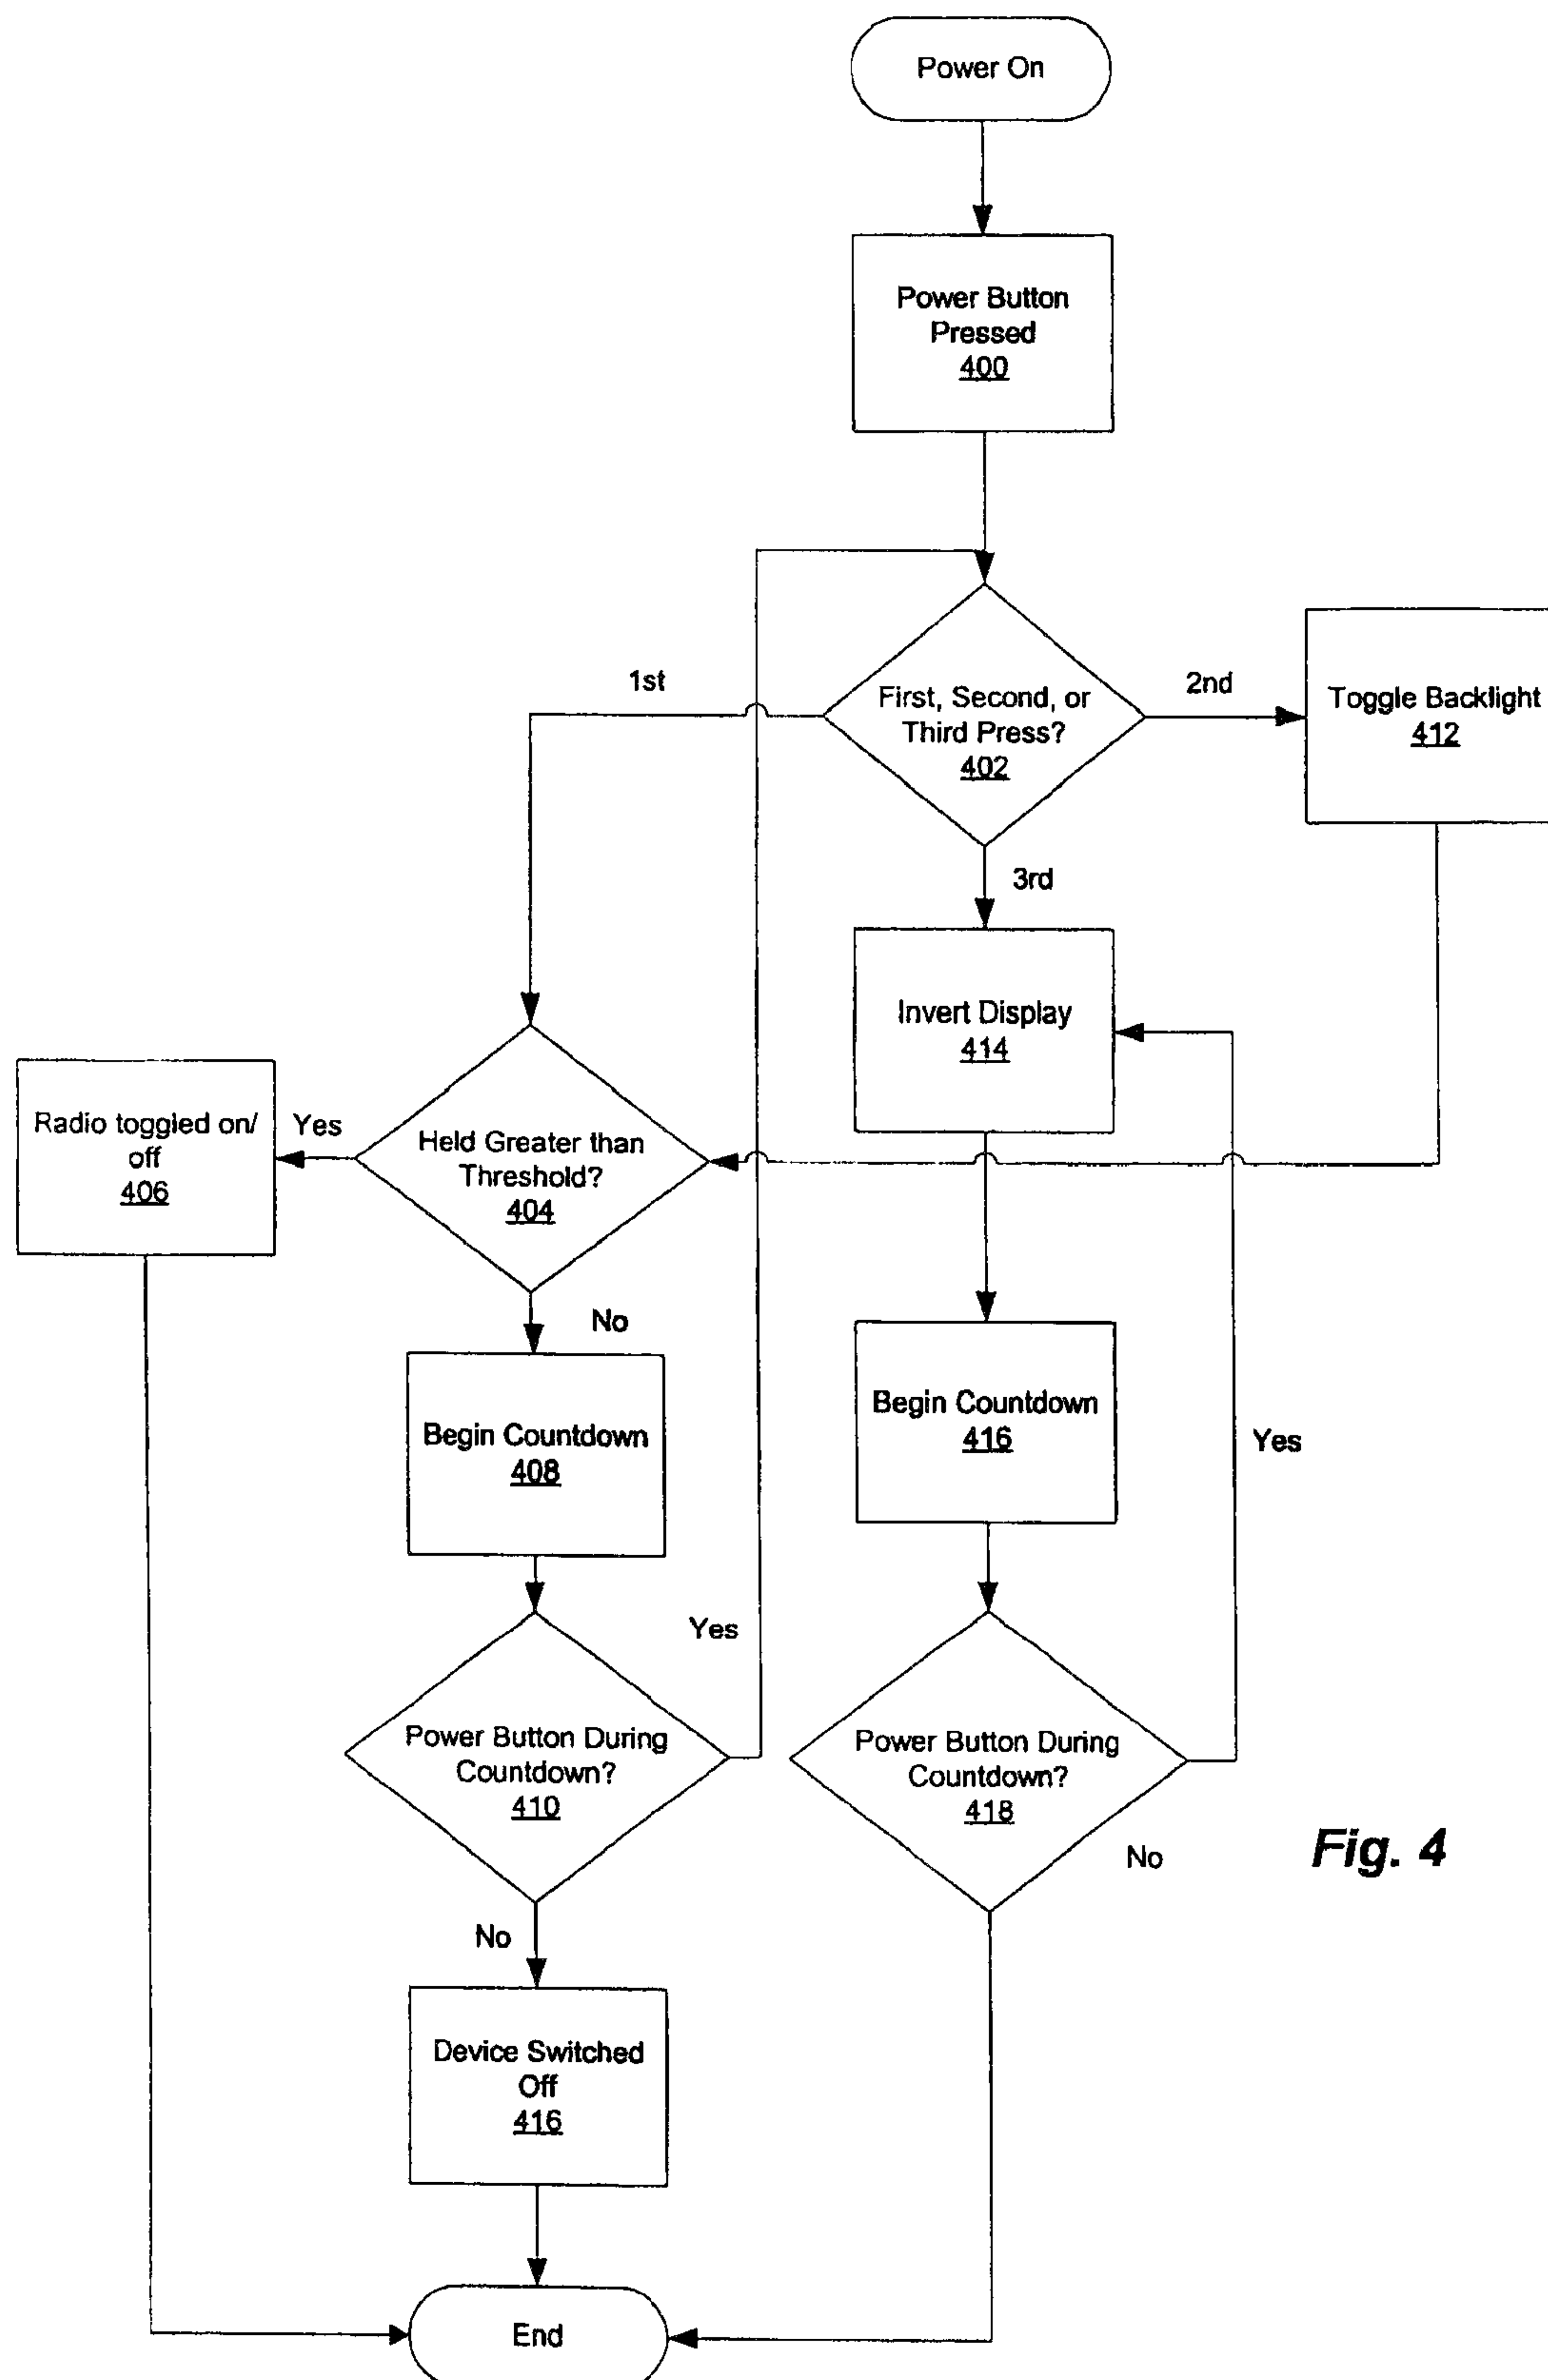 Power On
Power Button
Pressed
400
1st
First, Second, or
Third Press?
402
2nd
Toggle Backlight
412
3rd
Invert Display
414
Radio toggled on/
off
406
Yes
Held Greater than
Threshold?
404
No
Begin Countdown
408
Begin Countdown
416
Yes
Yes
Power Button During
Countdown?
410
Power Button During
Countdown?
418
No
Fig. 4
No
Device Switched
Off
416
End